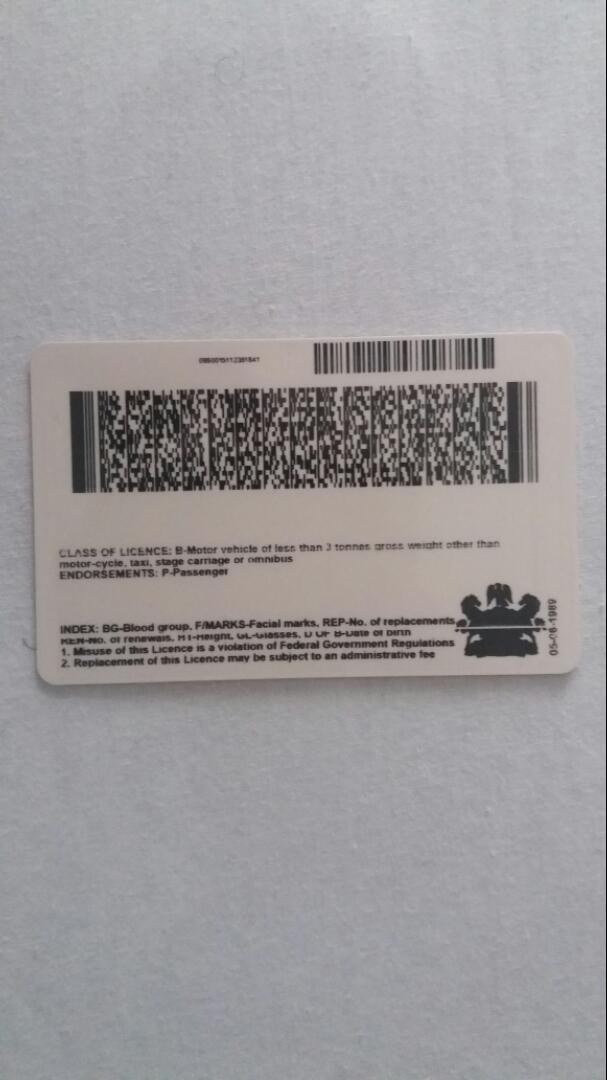 CLASS OF LICENCE: B-Motor vehicle of less than 3 tonnes gross weight other than
motor-cycle, taxi, stage carriage or omnibus
ENDORSEMENTS: P-Passenger
INDEX: BG-Blood group, F/MARKS-Facial marks, REP-No. of replacements,
REN-No. of renewals, HT-Height, GL-Glasses, D OF B-Date of birth
1. Misuse of this Licence is a violation of Federal Government Regulations
2. Replacement of this Licence may be subject to an administrative fee
05-06-1989